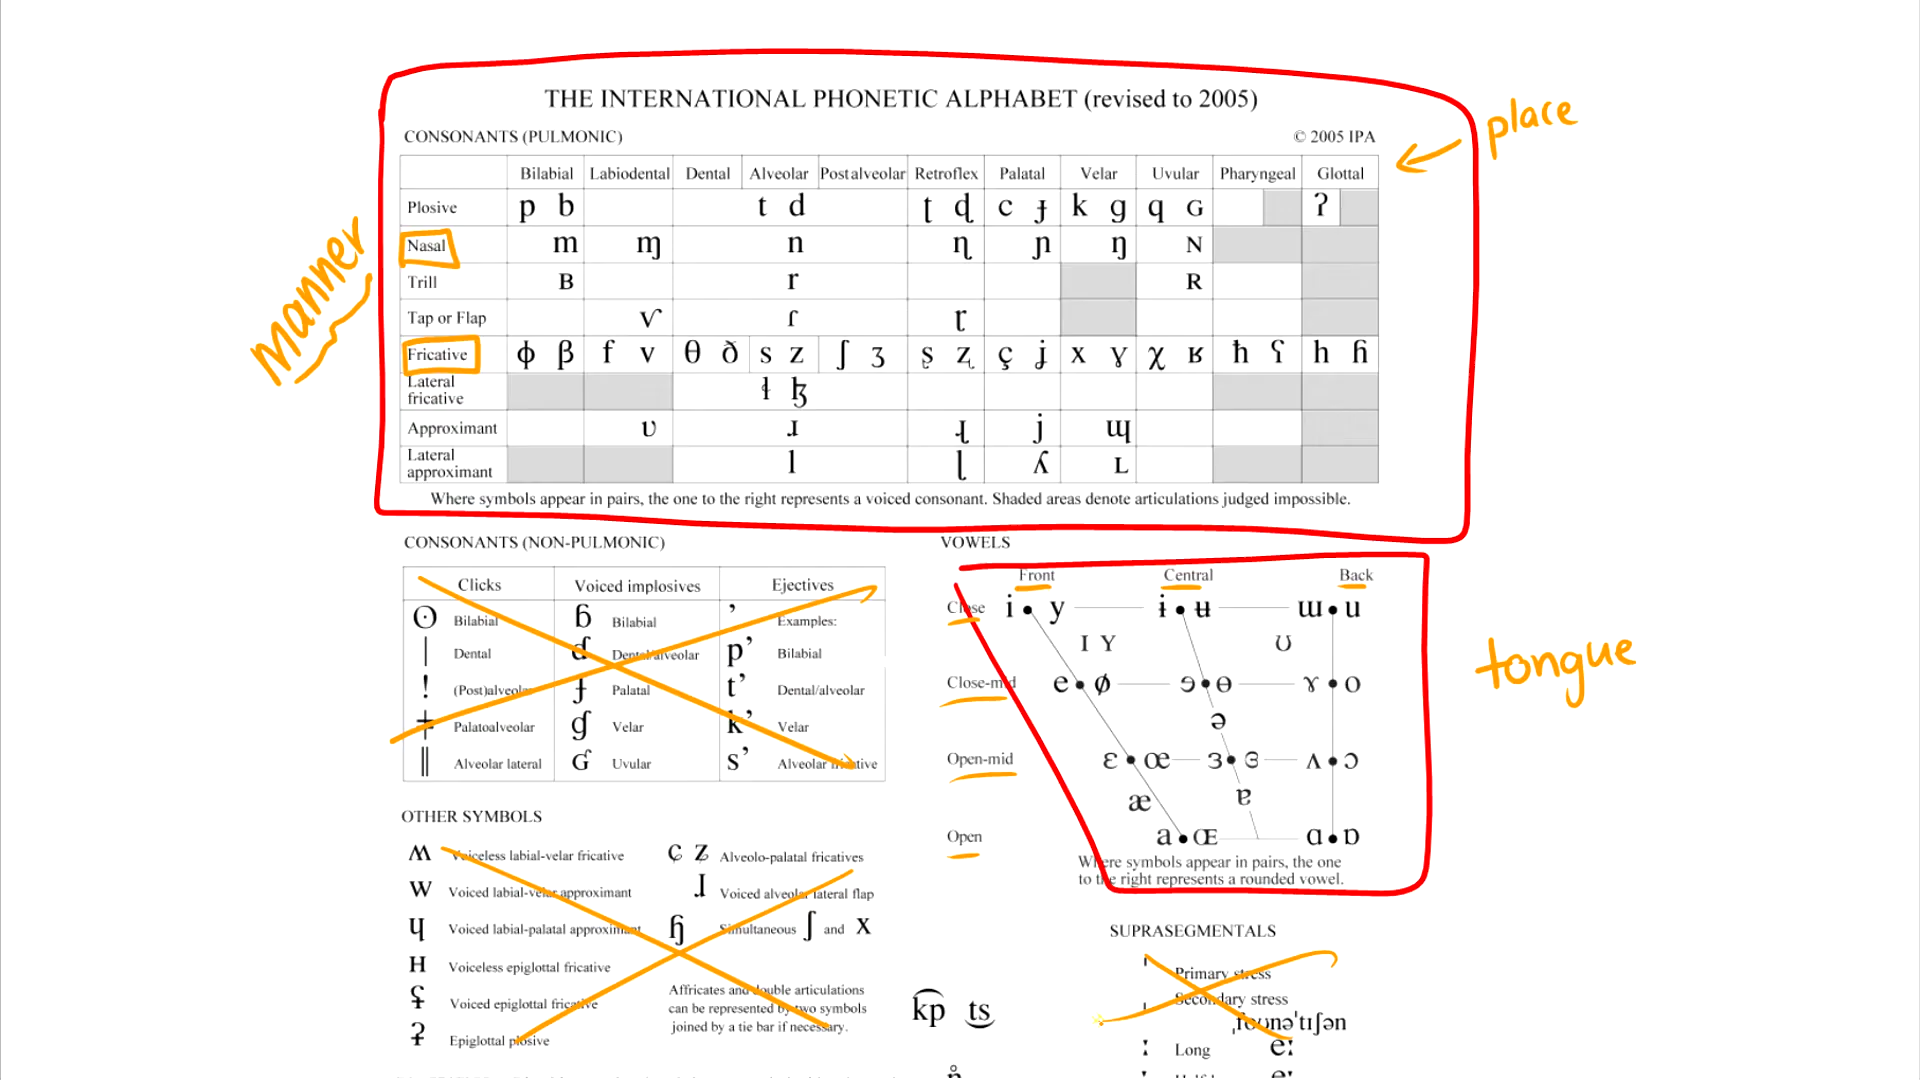 THE INTERNATIONAL PHONETIC ALPHABET (revised to 2005)
place
CONSONANTS (PULMONIC) © 2005 IPA
Bilabial Labiodental Dental Alveolar Postalveolar Retroflex Palatal Velar Uvular Pharyngeal Glottal
Plosive p b t d ʈ ɖ c ɟ k ɡ q ɢ ʔ
manner
Nasal m ɱ n ɳ ɲ ŋ ɴ
Trill ʙ r ʀ
Tap or Flap ⱱ ɾ ɽ
Fricative ɸ β f v θ ð s z ʃ ʒ ʂ ʐ ç ʝ x ɣ χ ʁ ħ ʕ h ɦ
Lateral
fricative ɬ ɮ
Approximant ʋ ɹ ɻ j ɰ
Lateral
approximant l ɭ ʎ ʟ
Where symbols appear in pairs, the one to the right represents a voiced consonant. Shaded areas denote articulations judged impossible.
CONSONANTS (NON-PULMONIC)
Clicks Voiced implosives Ejectives
ʘ Bilabial ɓ Bilabial ʼ Examples:
ǀ Dental ɗ Dental/alveolar pʼ Bilabial
ǃ (Post)alveolar ʄ Palatal tʼ Dental/alveolar
ǂ Palatoalveolar ɠ Velar kʼ Velar
ǁ Alveolar lateral ʛ Uvular sʼ Alveolar fricative
VOWELS
Front Central Back
Close i y ɨ ʉ ɯ u
ɪ ʏ ʊ
tongue
Close-mid e ø ɘ ɵ ɤ o
ə
Open-mid ɛ œ ɜ ɞ ʌ ɔ
æ ɐ
Open a ɶ ɑ ɒ
Where symbols appear in pairs, the one
to the right represents a rounded vowel.
OTHER SYMBOLS
ʍ Voiceless labial-velar fricative ɕ ʑ Alveolo-palatal fricatives
w Voiced labial-velar approximant ɺ Voiced alveolar lateral flap
ɥ Voiced labial-palatal approximant ɧ Simultaneous ʃ and x
ʜ Voiceless epiglottal fricative
ʢ Voiced epiglottal fricative
ʡ Epiglottal plosive
Affricates and double articulations
can be represented by two symbols
joined by a tie bar if necessary.
k͡p t͜s
SUPRASEGMENTALS
ˈ Primary stress
ˌ Secondary stress
ˌfoʊnəˈtɪʃən
ː Long eː